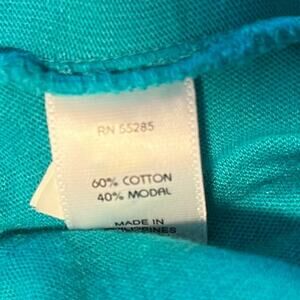 RN 55285
60% COTTON
40% MODAL
MADE IN